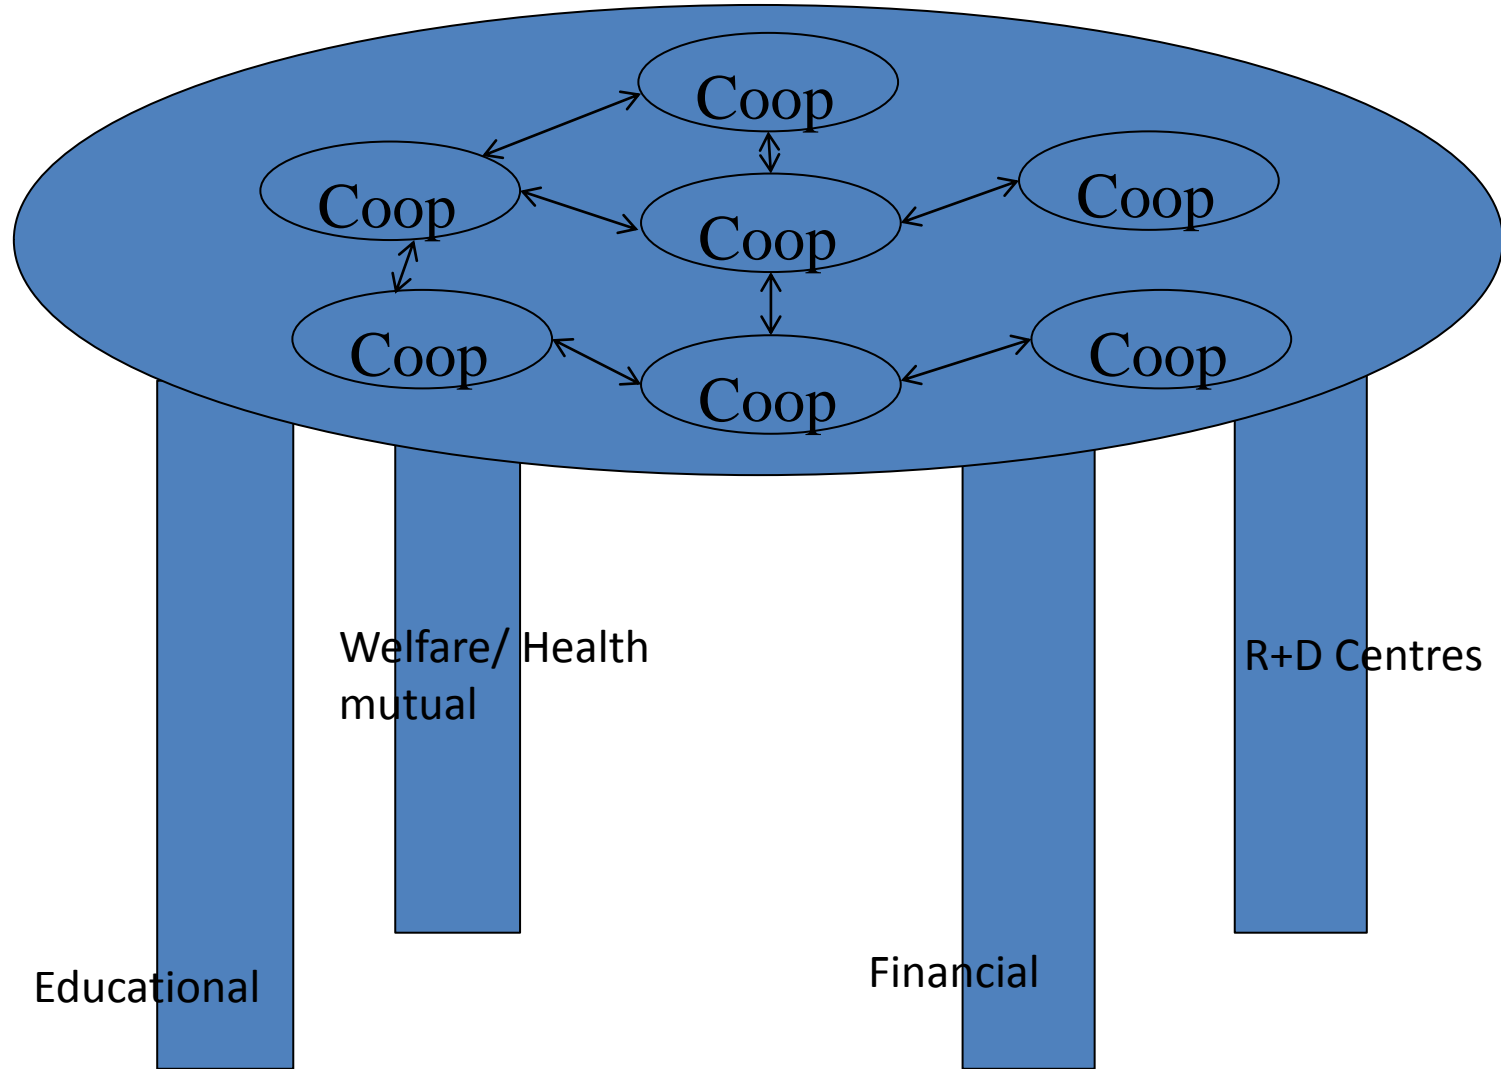 Coop
Coop
Coop
Coop
Coop
Coop
Coop
Welfare/ Health
mutual
R+D Centres
Educational
Financial